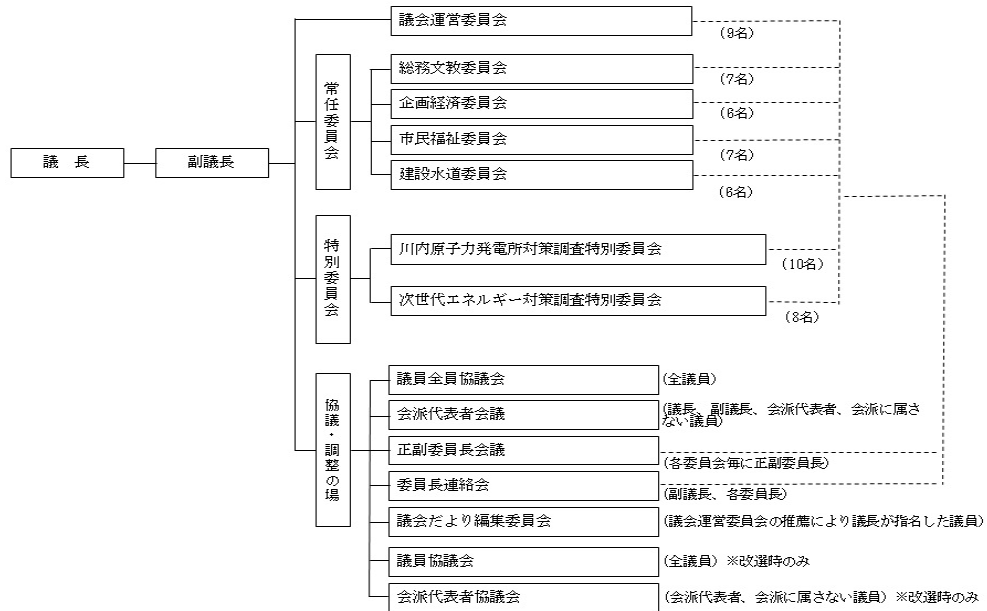 議会運営委員会
(9名)
常任委員会
総務文教委員会
(7名)
企画経済委員会
(6名)
市民福祉委員会
(7名)
建設水道委員会
(6名)
議　長
副議長
特別委員会
川内原子力発電所対策調査特別委員会
(10名)
次世代エネルギー対策調査特別委員会
(8名)
協議・調整の場
議員全員協議会
(全議員)
会派代表者会議
(議長、副議長、会派代表者、会派に属さ
ない議員)
正副委員長会議
(各委員会毎に正副委員長)
委員長連絡会
(副議長、各委員長)
議会だより編集委員会
(議会運営委員会の推薦により議長が指名した議員)
議員協議会
(全議員) ※改選時のみ
会派代表者協議会
(会派代表者、会派に属さない議員) ※改選時のみ